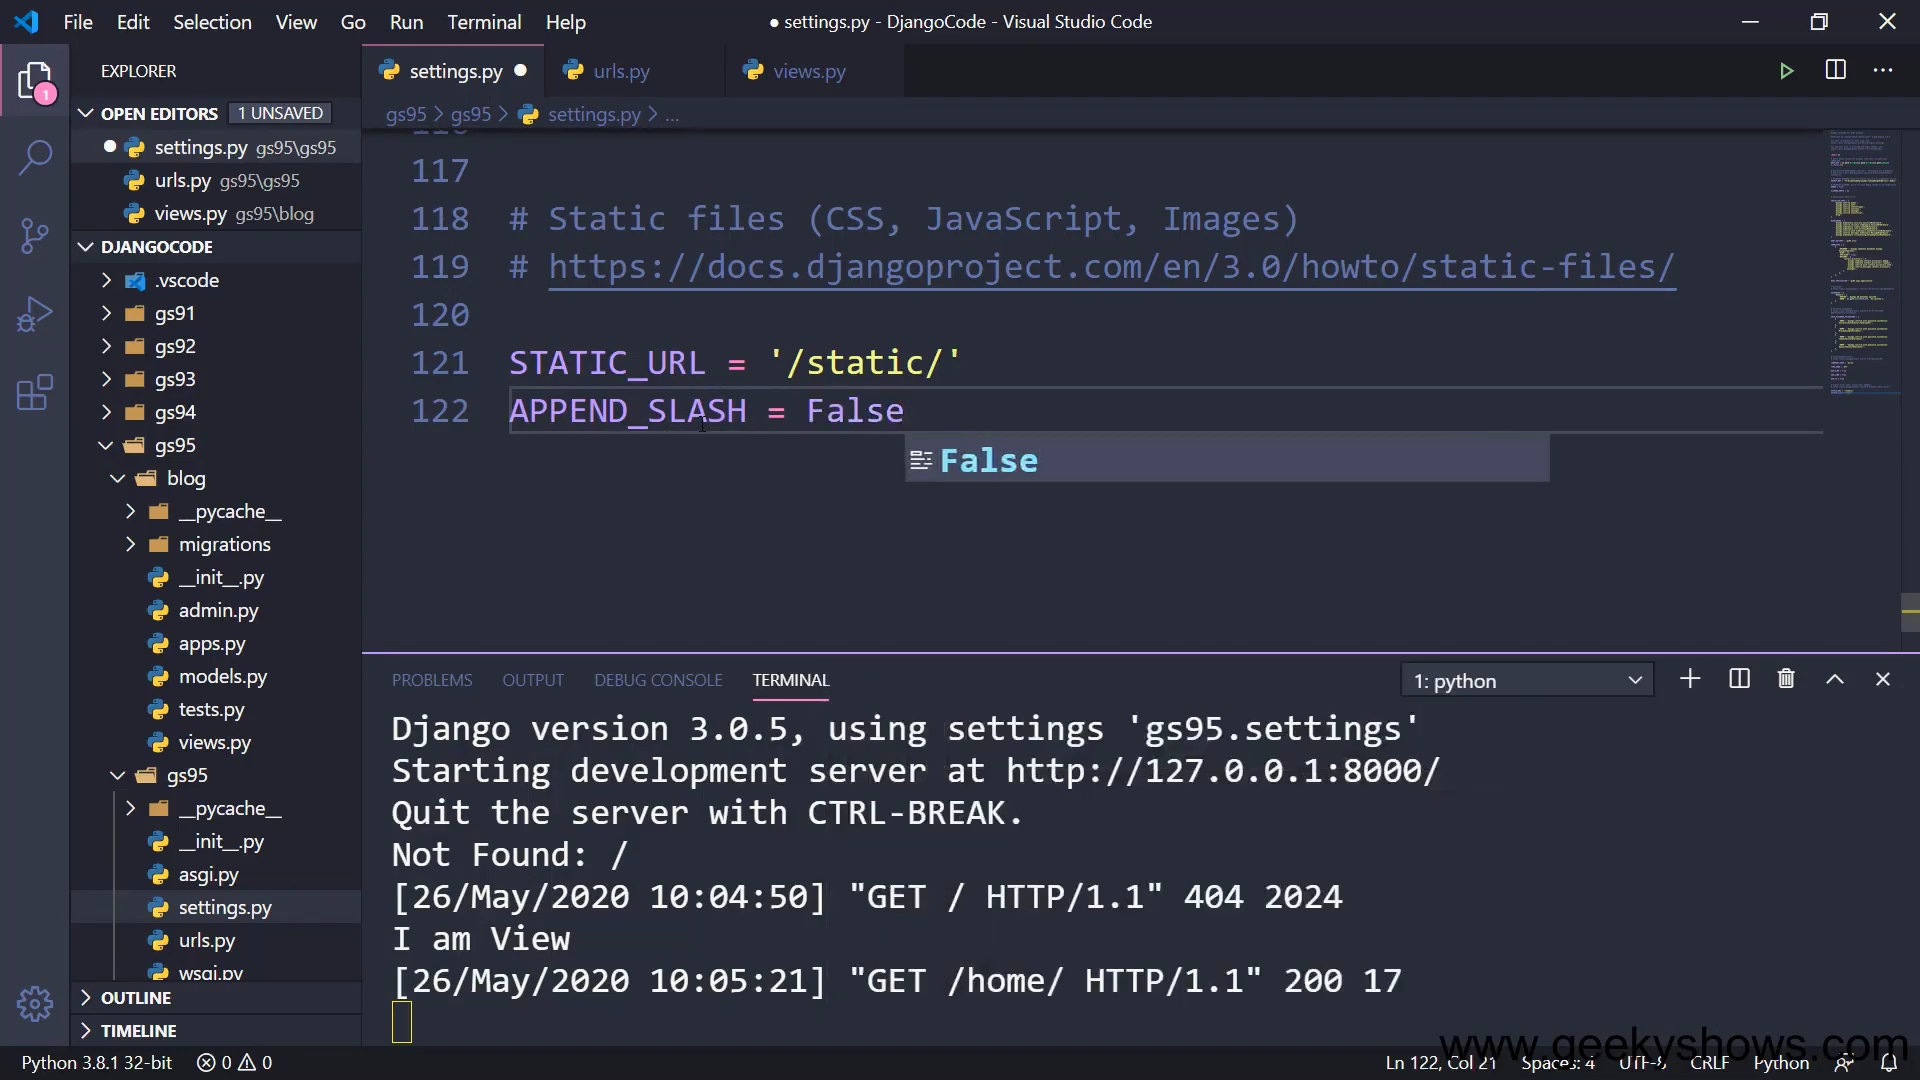 File Edit Selection View Go Run Terminal Help
● settings.py - DjangoCode - Visual Studio Code
EXPLORER
1
OPEN EDITORS 1 UNSAVED
settings.py gs95\gs95
urls.py gs95\gs95
views.py gs95\blog
DJANGOCODE
.vscode
gs91
gs92
gs93
gs94
gs95
blog
__pycache__
migrations
__init__.py
admin.py
apps.py
models.py
tests.py
views.py
gs95
__pycache__
__init__.py
asgi.py
settings.py
urls.py
wsgi.py
OUTLINE
TIMELINE
settings.py urls.py views.py
gs95 > gs95 > settings.py > ...
116
117
118 # Static files (CSS, JavaScript, Images)
119 # https://docs.djangoproject.com/en/3.0/howto/static-files/
120
121 STATIC_URL = '/static/'
122 APPEND_SLASH = False
False
PROBLEMS OUTPUT DEBUG CONSOLE TERMINAL 1: python
Django version 3.0.5, using settings 'gs95.settings'
Starting development server at http://127.0.0.1:8000/
Quit the server with CTRL-BREAK.
Not Found: /
[26/May/2020 10:04:50] "GET / HTTP/1.1" 404 2024
I am View
[26/May/2020 10:05:21] "GET /home/ HTTP/1.1" 200 17
www.geekyshows.com
Python 3.8.1 32-bit 0 0 Ln 122, Col 21 Spaces: 4 UTF-8 CRLF Python